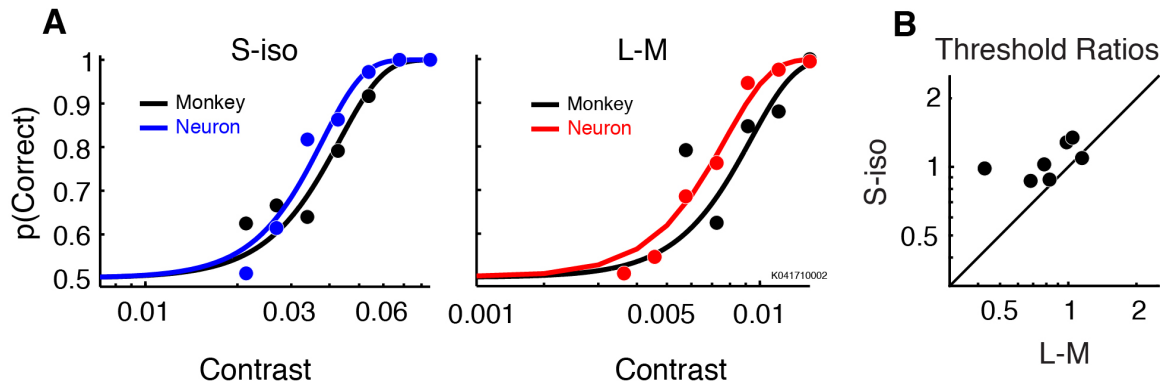 A
S-iso
p(Correct)
1
0.9
0.8
0.7
0.6
0.5
Monkey
Neuron
0.01
0.03
0.06
Contrast
L-M
Monkey
Neuron
K041710002
0.001
0.005
0.01
Contrast
B
Threshold Ratios
S-iso
2
1
0.5
0.5
1
2
L-M